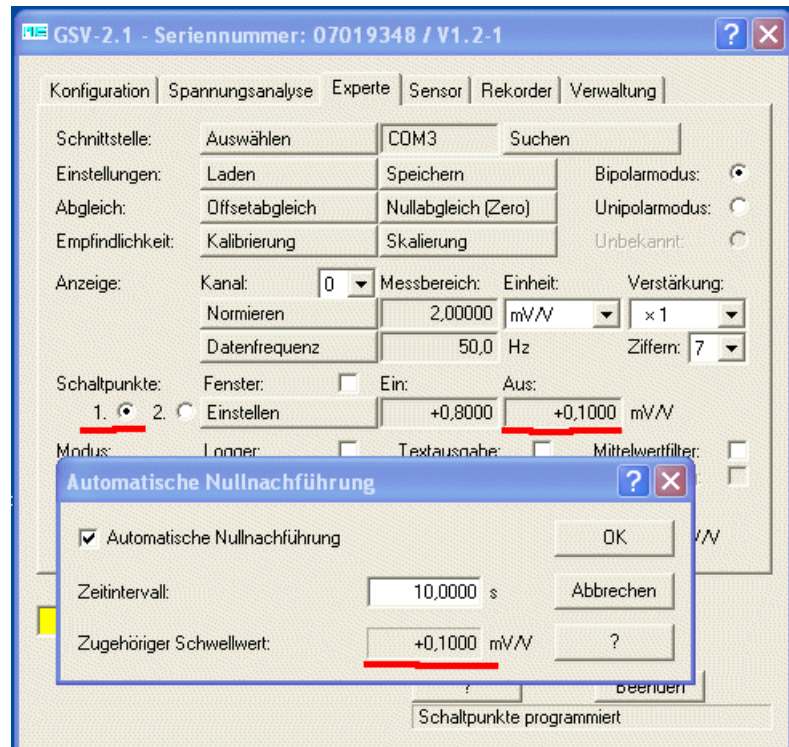 GSV-2.1 - Seriennummer: 07019348 / V1.2-1
Konfiguration Spannungsanalyse Experte Sensor Rekorder Verwaltung
Schnittstelle: Auswählen COM3 Suchen
Einstellungen: Laden Speichern Bipolarmodus:
Abgleich: Offsetabgleich Nullabgleich (Zero) Unipolarmodus:
Empfindlichkeit: Kalibrierung Skalierung Unbekannt:
Anzeige: Kanal: 0 Messbereich: Einheit: Verstärkung:
Normieren 2,00000 mV/V ×1
Datenfrequenz 50,0 Hz Ziffern: 7
Schaltpunkte: Fenster: Ein: Aus:
1. 2. Einstellen +0,8000 +0,1000 mV/V
Modus: Logger: Textausgabe: Mittelwertfilter:
Automatische Nullnachführung
Automatische Nullnachführung OK
Zeitintervall: 10,0000 s Abbrechen
Zugehöriger Schwellwert: +0,1000 mV/V ?
? Beenden
Schaltpunkte programmiert